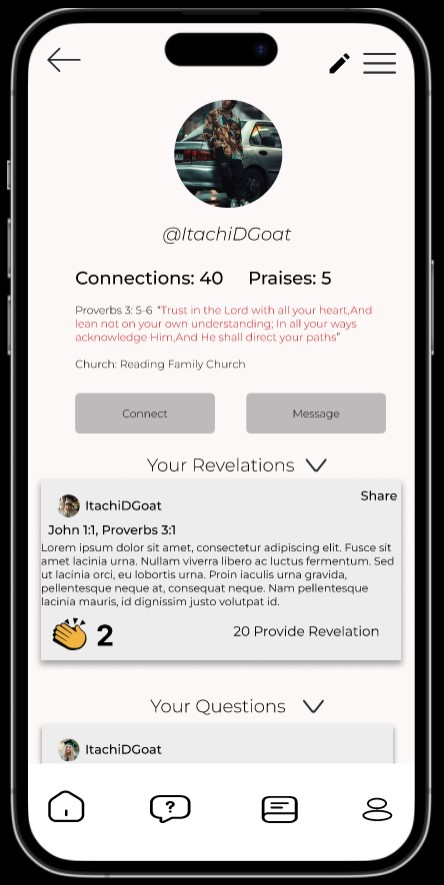 @ItachiDGoat
Connections: 40 Praises: 5
Proverbs 3: 5-6 “Trust in the Lord with all your heart,And
lean not on your own understanding; In all your ways
acknowledge Him,And He shall direct your paths”
Church: Reading Family Church
Connect Message
Your Revelations
Share
ItachiDGoat
John 1:1, Proverbs 3:1
Lorem ipsum dolor sit amet, consectetur adipiscing elit. Fusce sit
amet lacinia urna. Nullam viverra libero ac luctus fermentum. Sed
ut lacinia orci, eu lobortis urna. Proin iaculis urna gravida,
pellentesque neque at, consequat neque. Nam pellentesque
lacinia mauris, id dignissim justo volutpat id.
2 20 Provide Revelation
Your Questions
ItachiDGoat
?